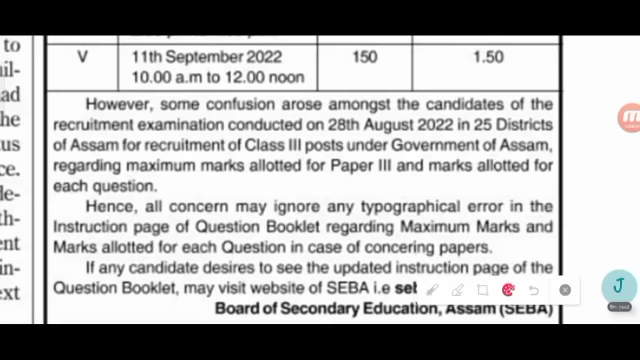 to
V 11th September 2022 150 1.50
10.00 a.m to 12.00 noon
However, some confusion arose amongst the candidates of the
recruitment examination conducted on 28th August 2022 in 25 Districts
of Assam for recruitment of Class III posts under Government of Assam,
regarding maximum marks allotted for Paper III and marks allotted for
each question.
Hence, all concern may ignore any typographical error in the
Instruction page of Question Booklet regarding Maximum Marks and
Marks allotted for each Question in case of concering papers.
If any candidate desires to see the updated instruction page of the
Question Booklet, may visit website of SEBA i.e seb
Board of Secondary Education, Assam (SEBA)
nil-
ad
he
tus
ce.
de-
th-
ent
in-
ext
M
J